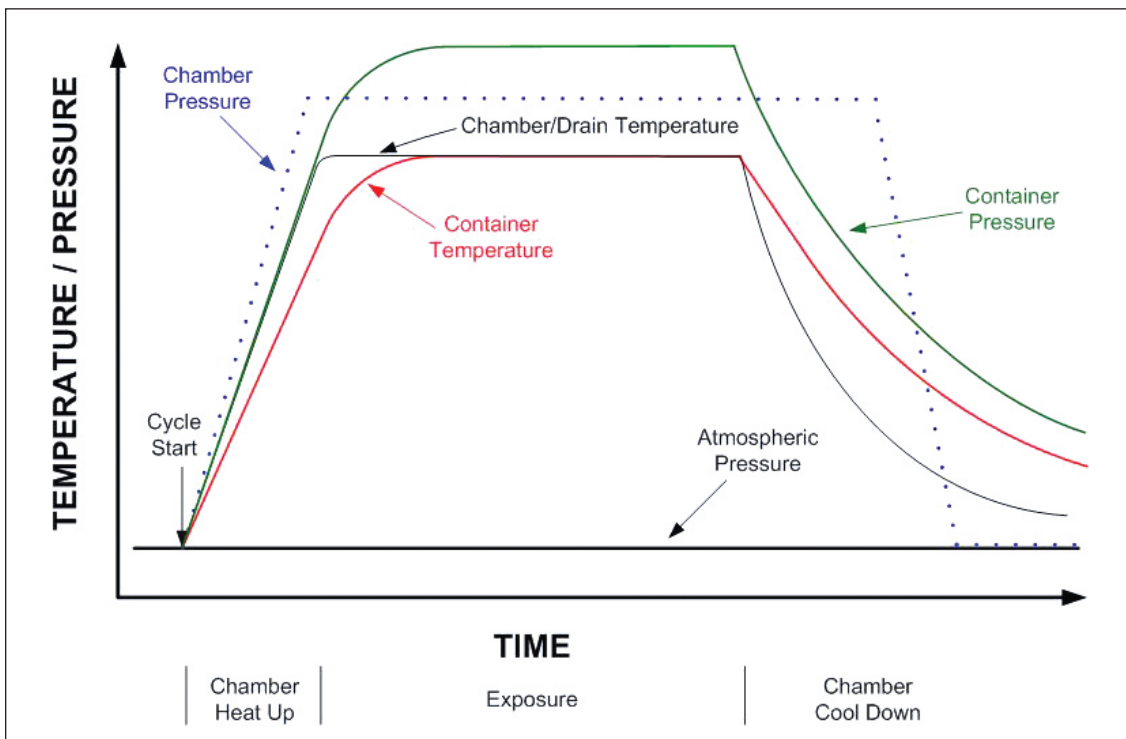 TEMPERATURE / PRESSURE
Chamber
Pressure
Chamber/Drain Temperature
Container
Temperature
Container
Pressure
Cycle
Start
Atmospheric
Pressure
TIME
Chamber
Heat Up
Exposure
Chamber
Cool Down